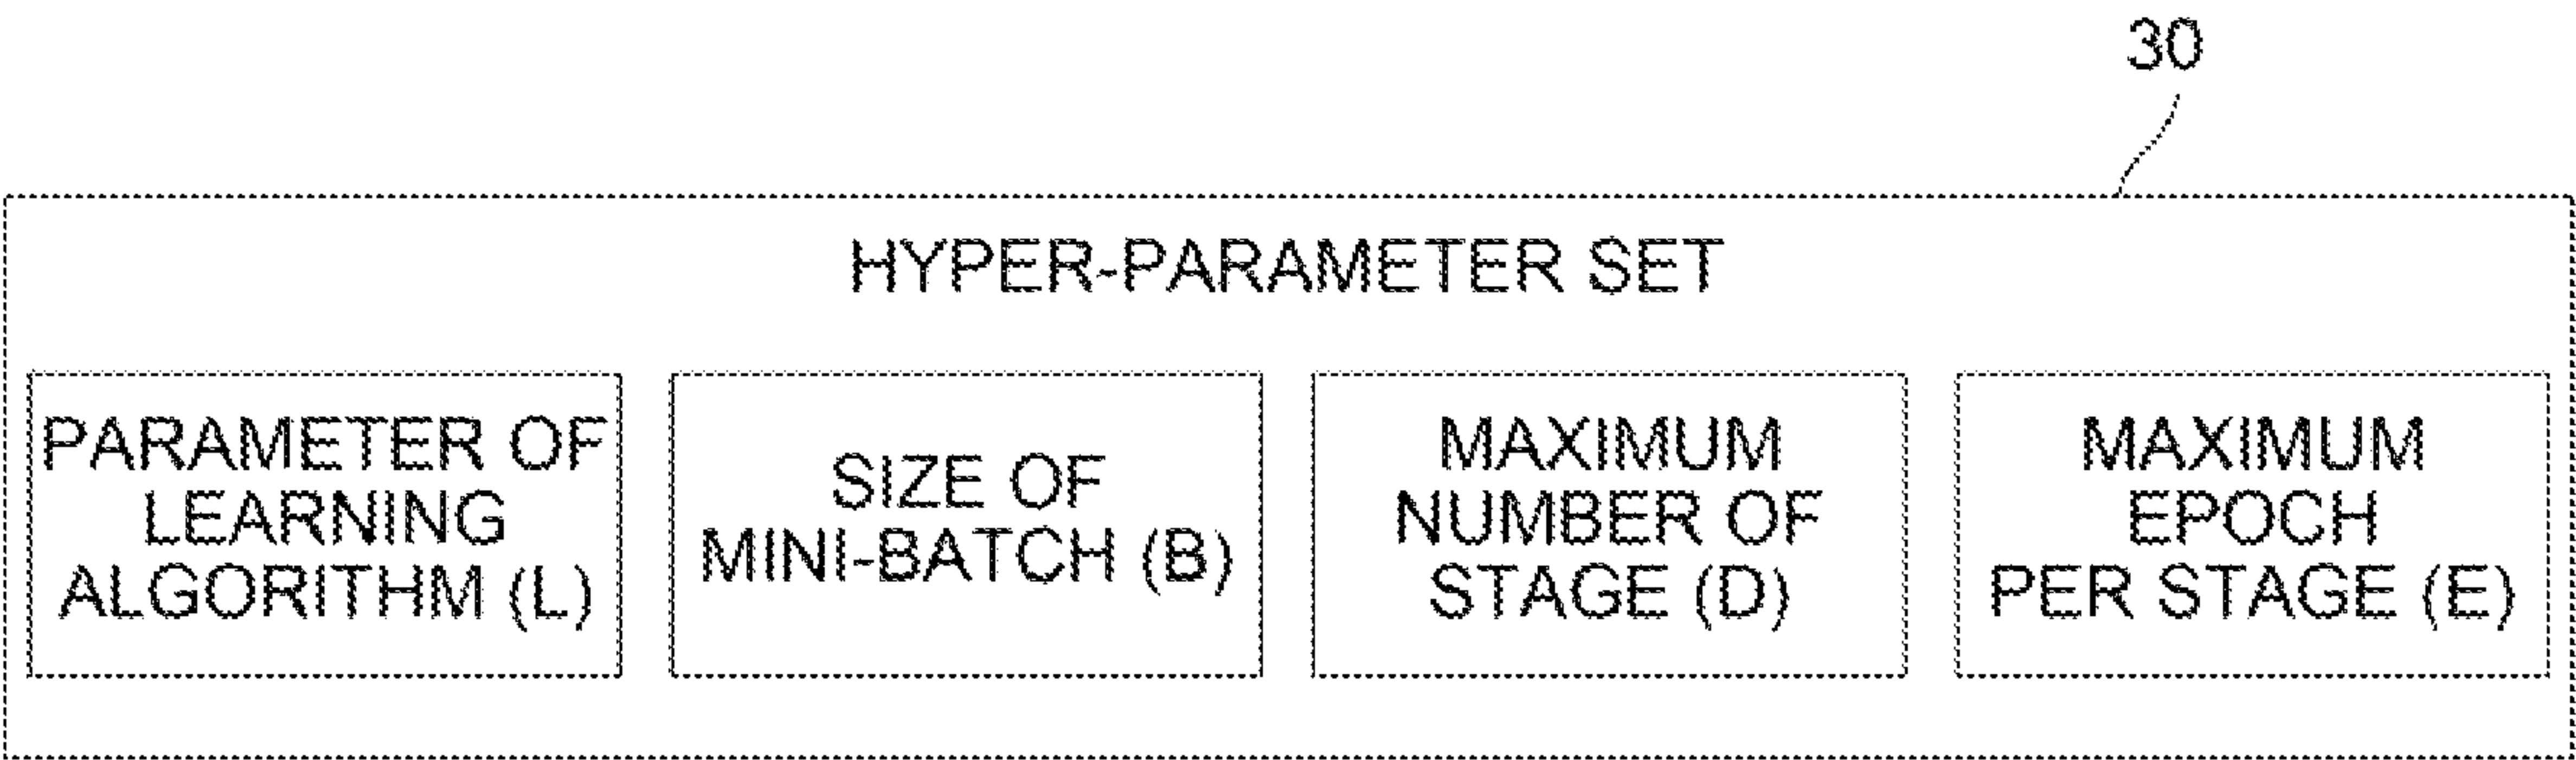 30
HYPER-PARAMETER SET
PARAMETER OF
LEARNING
ALGORITHM (L)
SIZE OF
MINI-BATCH (B)
MAXIMUM
NUMBER OF
STAGE (D)
MAXIMUM
EPOCH
PER STAGE (E)